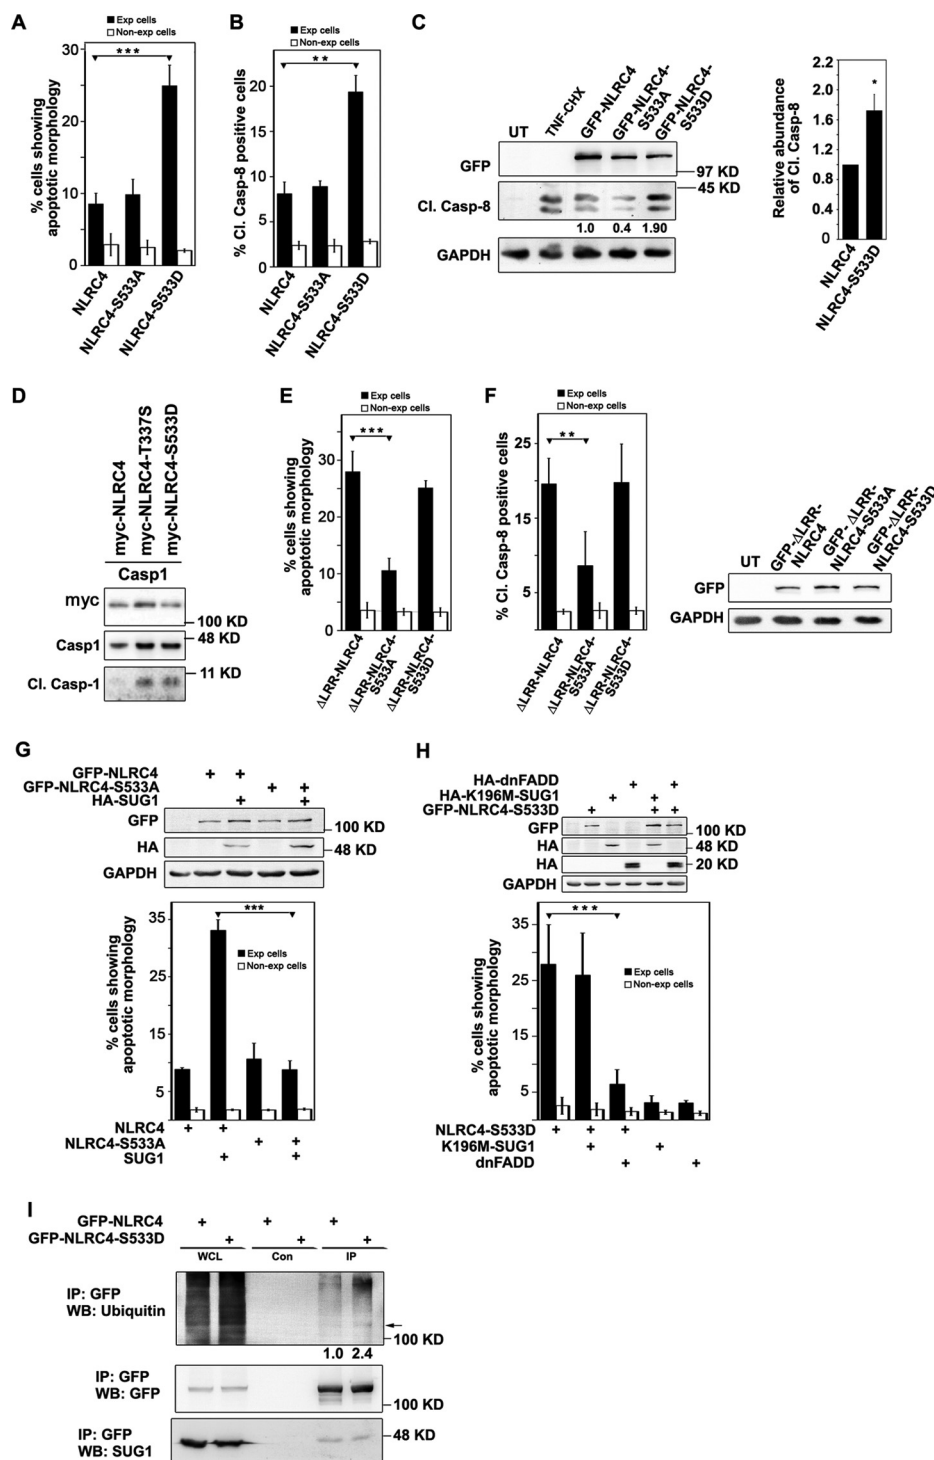 A
Exp cells
Non-exp cells
***
% cells showing
apoptotic morphology
30
20
10
0
NLRC4
NLRC4-S533A
NLRC4-S533D
B
Exp cells
Non-exp cells
**
% Cl. Casp-8 positive cells
20
15
10
5
0
NLRC4
NLRC4-S533A
NLRC4-S533D
C
UT
TNF-CHX
GFP-NLRC4
GFP-NLRC4-
S533A
GFP-NLRC4-
S533D
GFP
97 KD
45 KD
Cl. Casp-8
1.0 0.4 1.90
GAPDH
Relative abundance
of Cl. Casp-8
2.2
1.8
1.4
1.0
0.8
0.4
0
*
NLRC4
NLRC4-S533D
D
myc-NLRC4
myc-NLRC4-T337S
myc-NLRC4-S533D
Casp1
myc
100 KD
Casp1
48 KD
Cl. Casp-1
11 KD
E
Exp cells
Non-exp cells
***
% cells showing
apoptotic morphology
30
20
10
0
ΔLRR-NLRC4
ΔLRR-NLRC4-
S533A
ΔLRR-NLRC4-
S533D
F
Exp cells
Non-exp cells
**
% Cl. Casp-8 positive cells
25
15
5
0
ΔLRR-NLRC4
ΔLRR-NLRC4-
S533A
ΔLRR-NLRC4-
S533D
UT
GFP-ΔLRR-
NLRC4
GFP- ΔLRR-
NLRC4-S533A
GFP-ΔLRR-
NLRC4-S533D
GFP
GAPDH
G
GFP-NLRC4 + +
GFP-NLRC4-S533A + +
HA-SUG1 + +
GFP
100 KD
HA
48 KD
GAPDH
***
Exp cells
Non-exp cells
% cells showing
apoptotic morphology
35
25
15
5
NLRC4 + +
NLRC4-S533A + +
SUG1 + +
H
HA-dnFADD + +
HA-K196M-SUG1 + +
GFP-NLRC4-S533D + + +
GFP
100 KD
HA
48 KD
HA
20 KD
GAPDH
***
Exp cells
Non-exp cells
% cells showing
apoptotic morphology
35
25
15
5
NLRC4-S533D + + +
K196M-SUG1 + +
dnFADD + +
I
GFP-NLRC4 + + +
GFP-NLRC4-S533D + + +
WCL Con IP
IP: GFP
WB: Ubiquitin
100 KD
1.0 2.4
IP: GFP
WB: GFP
100 KD
IP: GFP
WB: SUG1
48 KD